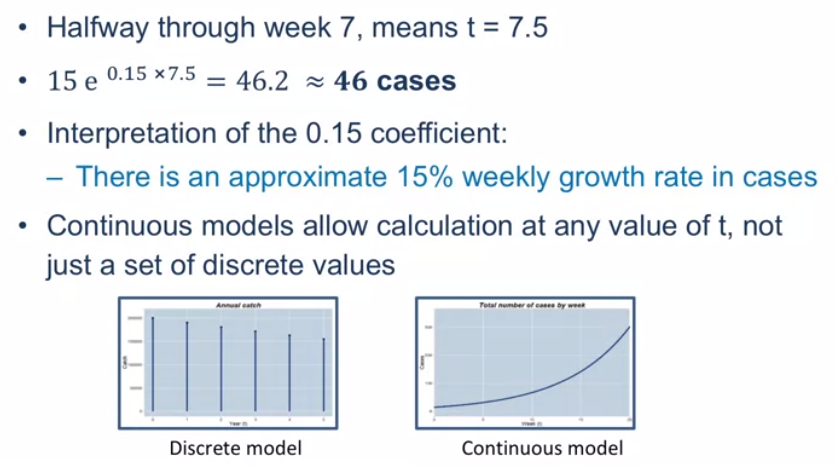 • Halfway through week 7, means t = 7.5
• 15 e^{0.15 × 7.5} = 46.2 ≈ 46 cases
• Interpretation of the 0.15 coefficient:
– There is an approximate 15% weekly growth rate in cases
• Continuous models allow calculation at any value of t, not
just a set of discrete values
Annual catch
Catch
Year (t)
Discrete model
Total number of cases by week
Cases
Week (t)
Continuous model